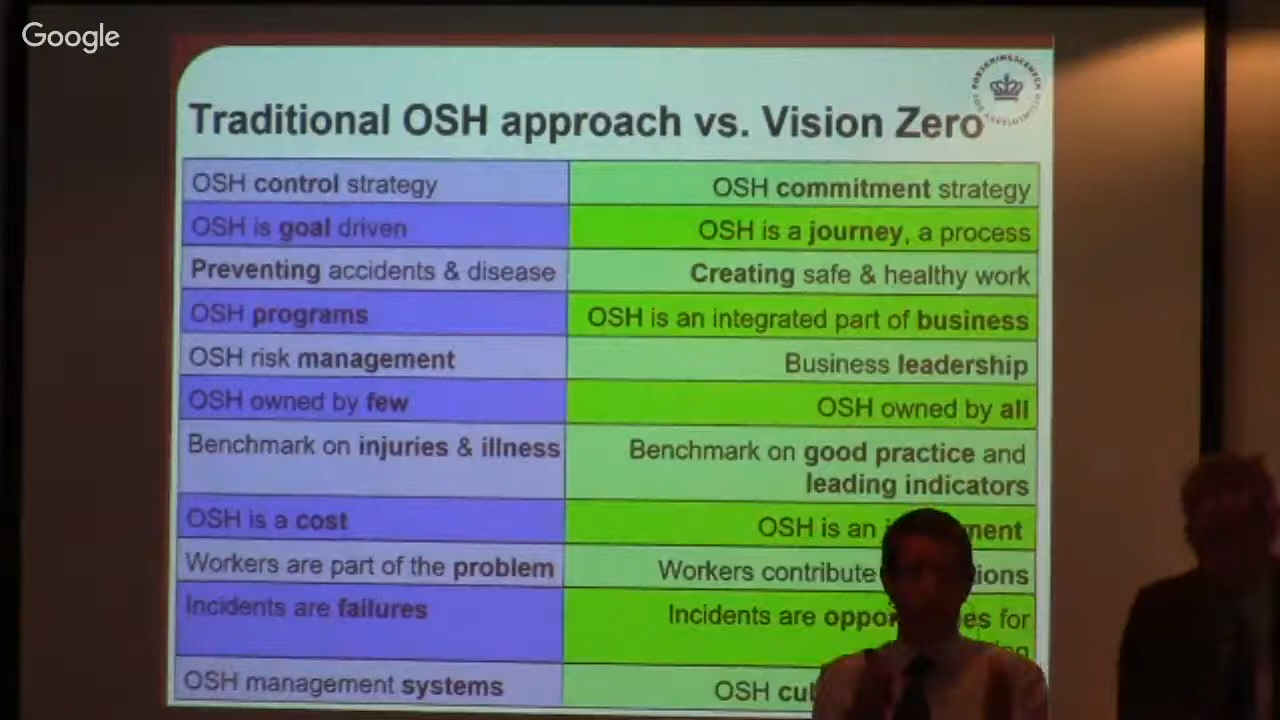 Google
Traditional OSH approach vs. Vision Zero
OSH control strategy
OSH commitment strategy
OSH is goal driven
OSH is a journey, a process
Preventing accidents & disease
Creating safe & healthy work
OSH programs
OSH is an integrated part of business
OSH risk management
Business leadership
OSH owned by few
OSH owned by all
Benchmark on injuries & illness
Benchmark on good practice and
leading indicators
OSH is a cost
OSH is an
Workers are part of the problem
Workers contribute
Incidents are failures
Incidents are for
OSH management systems
OSH